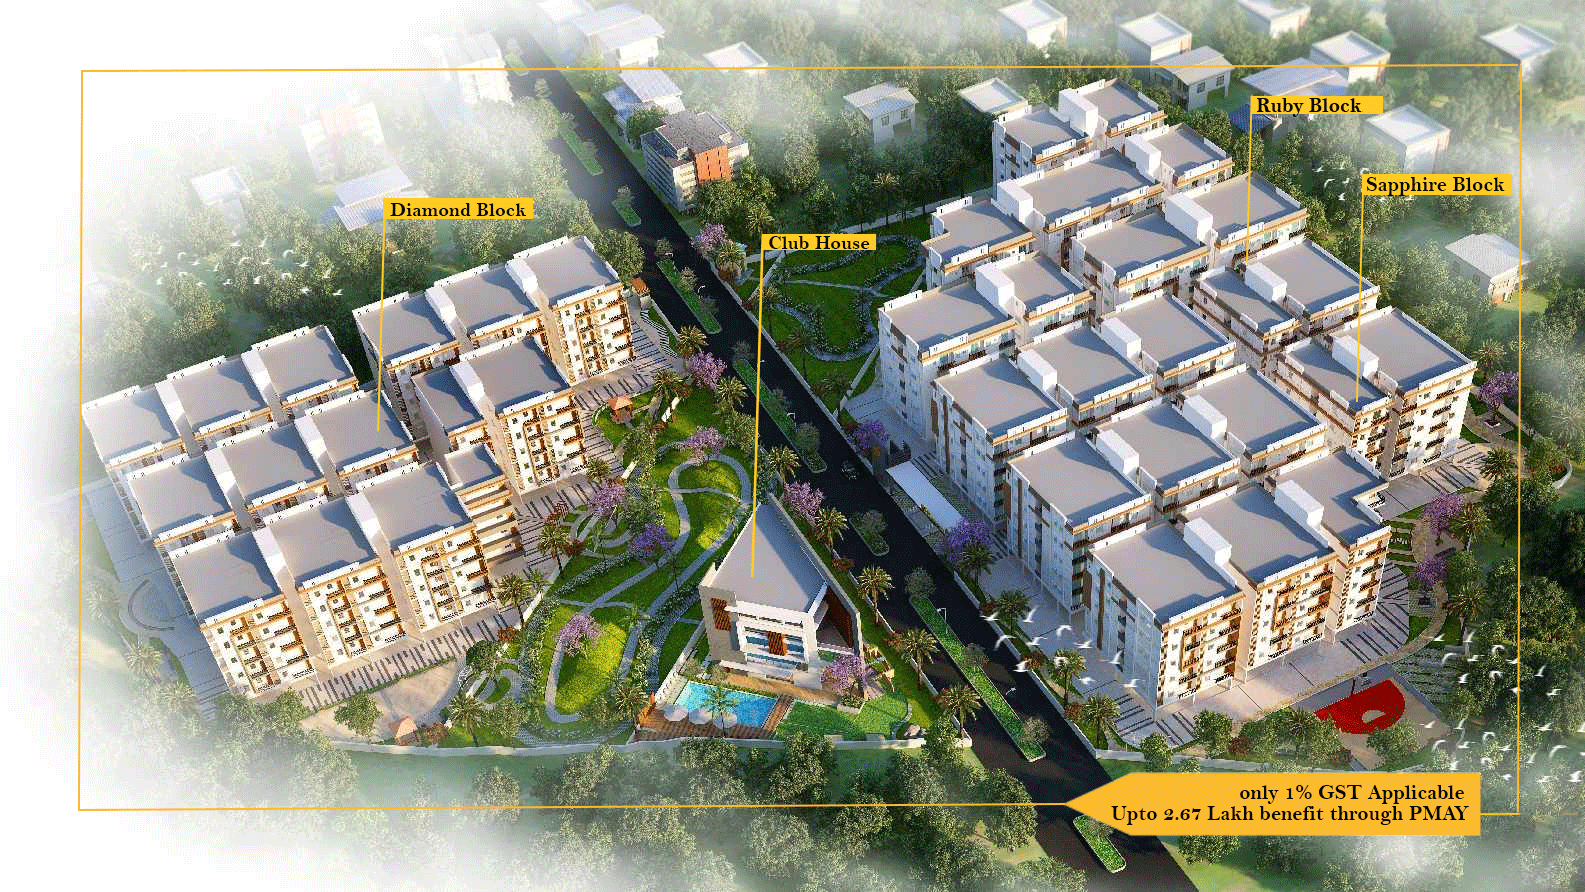 Ruby Block
Sapphire Block
Diamond Block
Club House
only 1% GST Applicable
Upto 2.67 Lakh benefit through PMAY